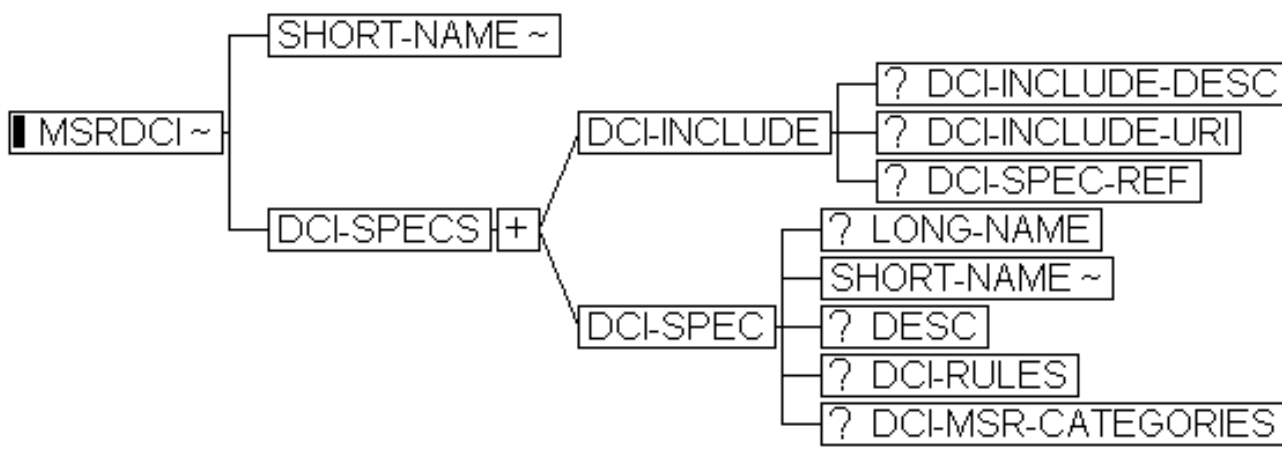 SHORT-NAME ~
? DCI-INCLUDE-DESC
MSRDCI ~
DCI-INCLUDE
? DCI-INCLUDE-URI
? DCI-SPEC-REF
DCI-SPECS +
? LONG-NAME
SHORT-NAME ~
DCI-SPEC
? DESC
? DCI-RULES
? DCI-MSR-CATEGORIES